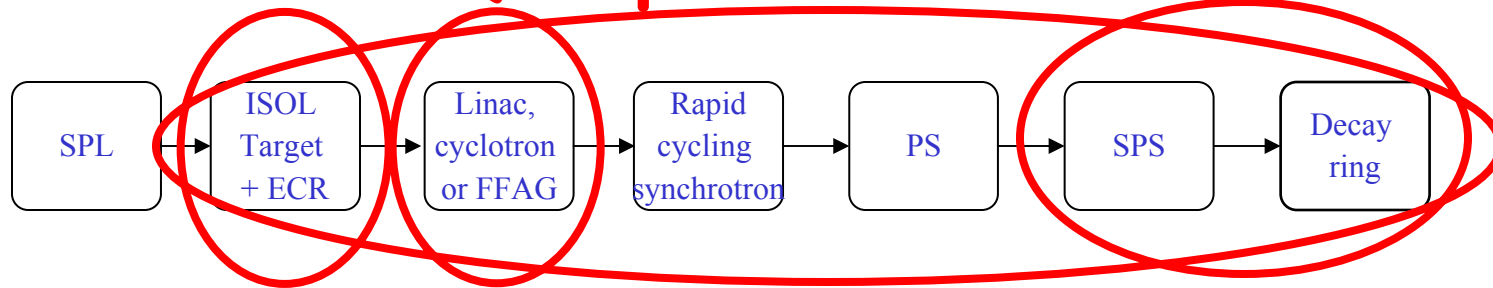 SPL
ISOL
Target
+ ECR
Linac,
cyclotron
or FFAG
Rapid
cycling
synchrotron
PS
SPS
Decay
ring